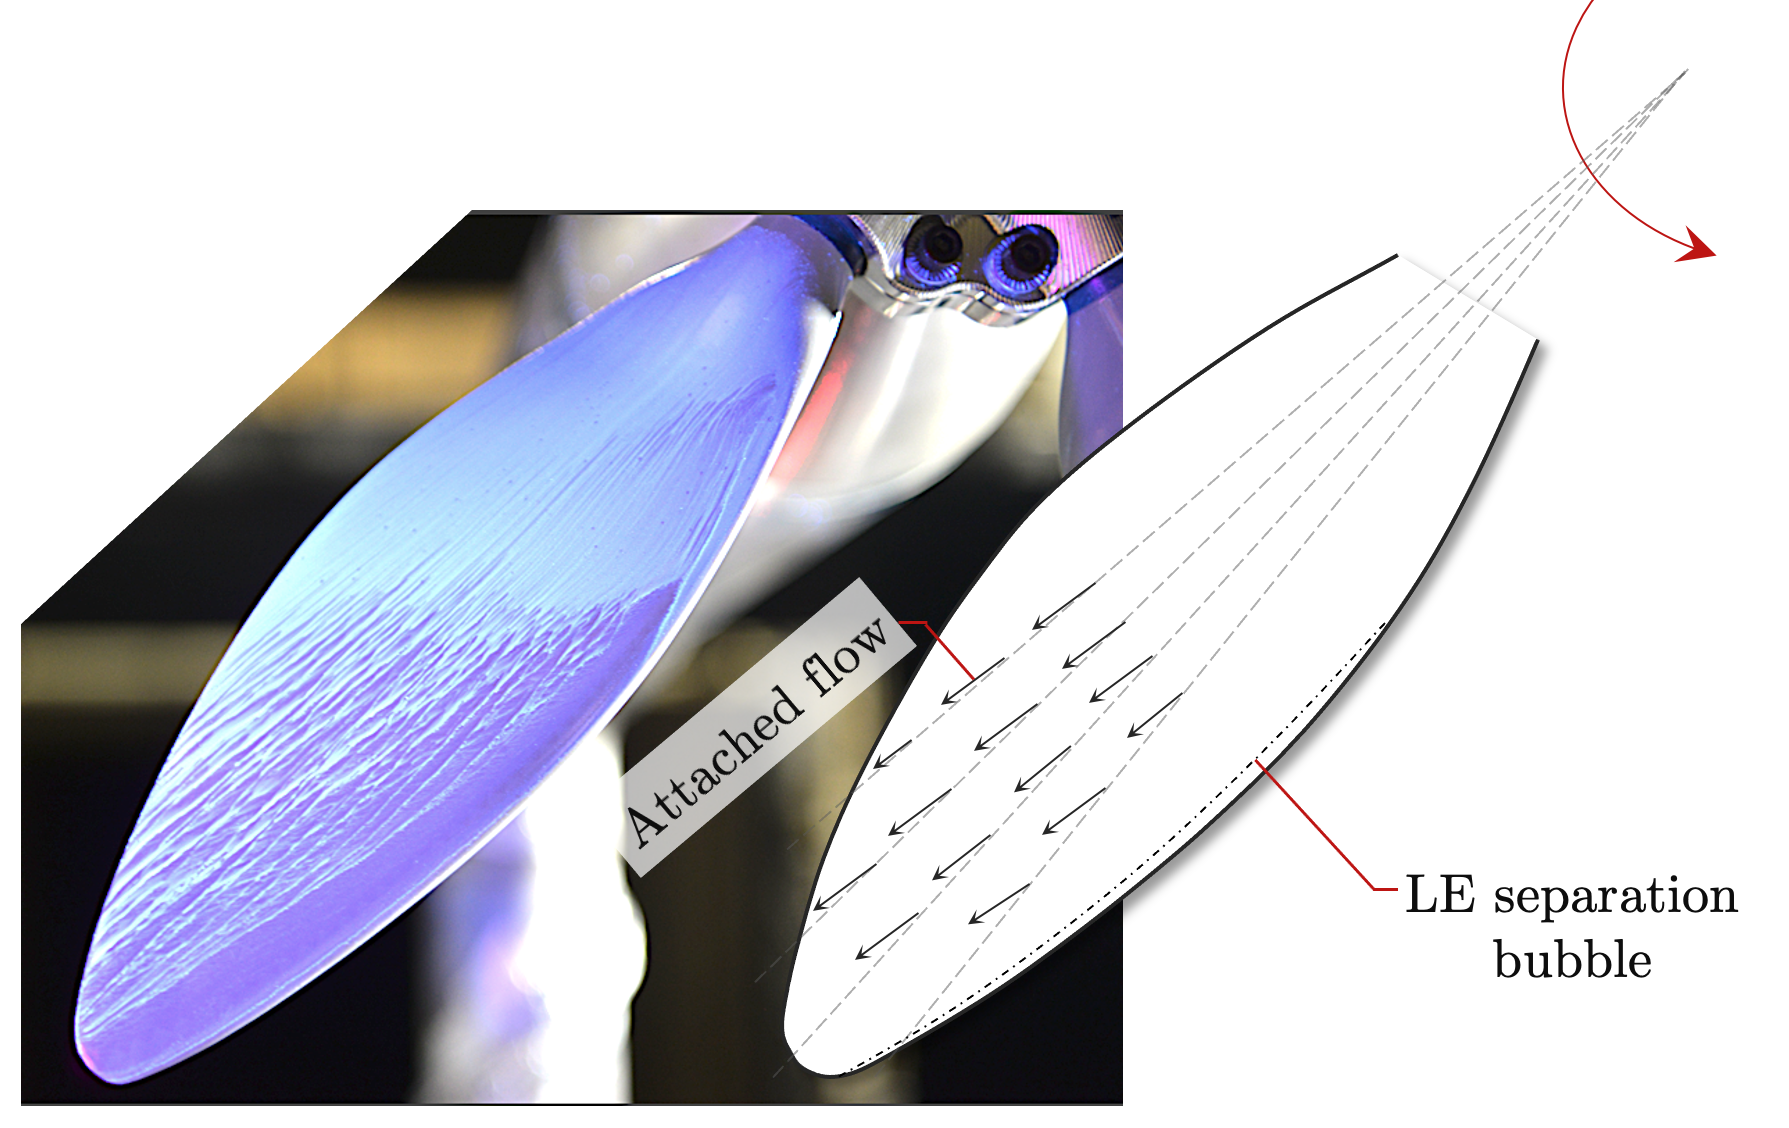 Attached flow
LE separation
bubble